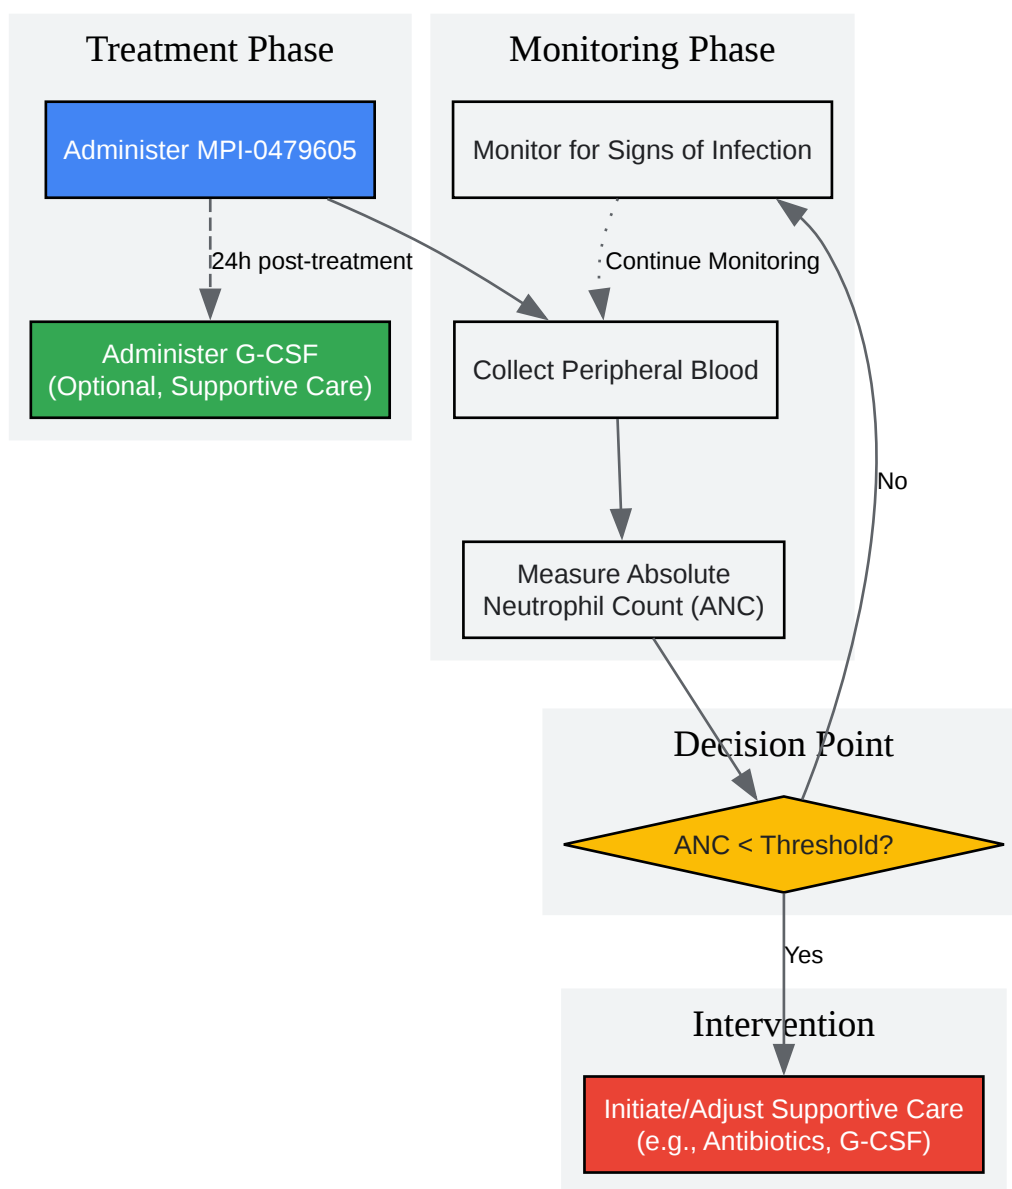 Treatment Phase
Administer MPI-0479605
24h post-treatment
Administer G-CSF
(Optional, Supportive Care)
Monitoring Phase
Monitor for Signs of Infection
Continue Monitoring
Collect Peripheral Blood
Measure Absolute
Neutrophil Count (ANC)
No
Decision Point
ANC < Threshold?
Yes
Intervention
Initiate/Adjust Supportive Care
(e.g., Antibiotics, G-CSF)